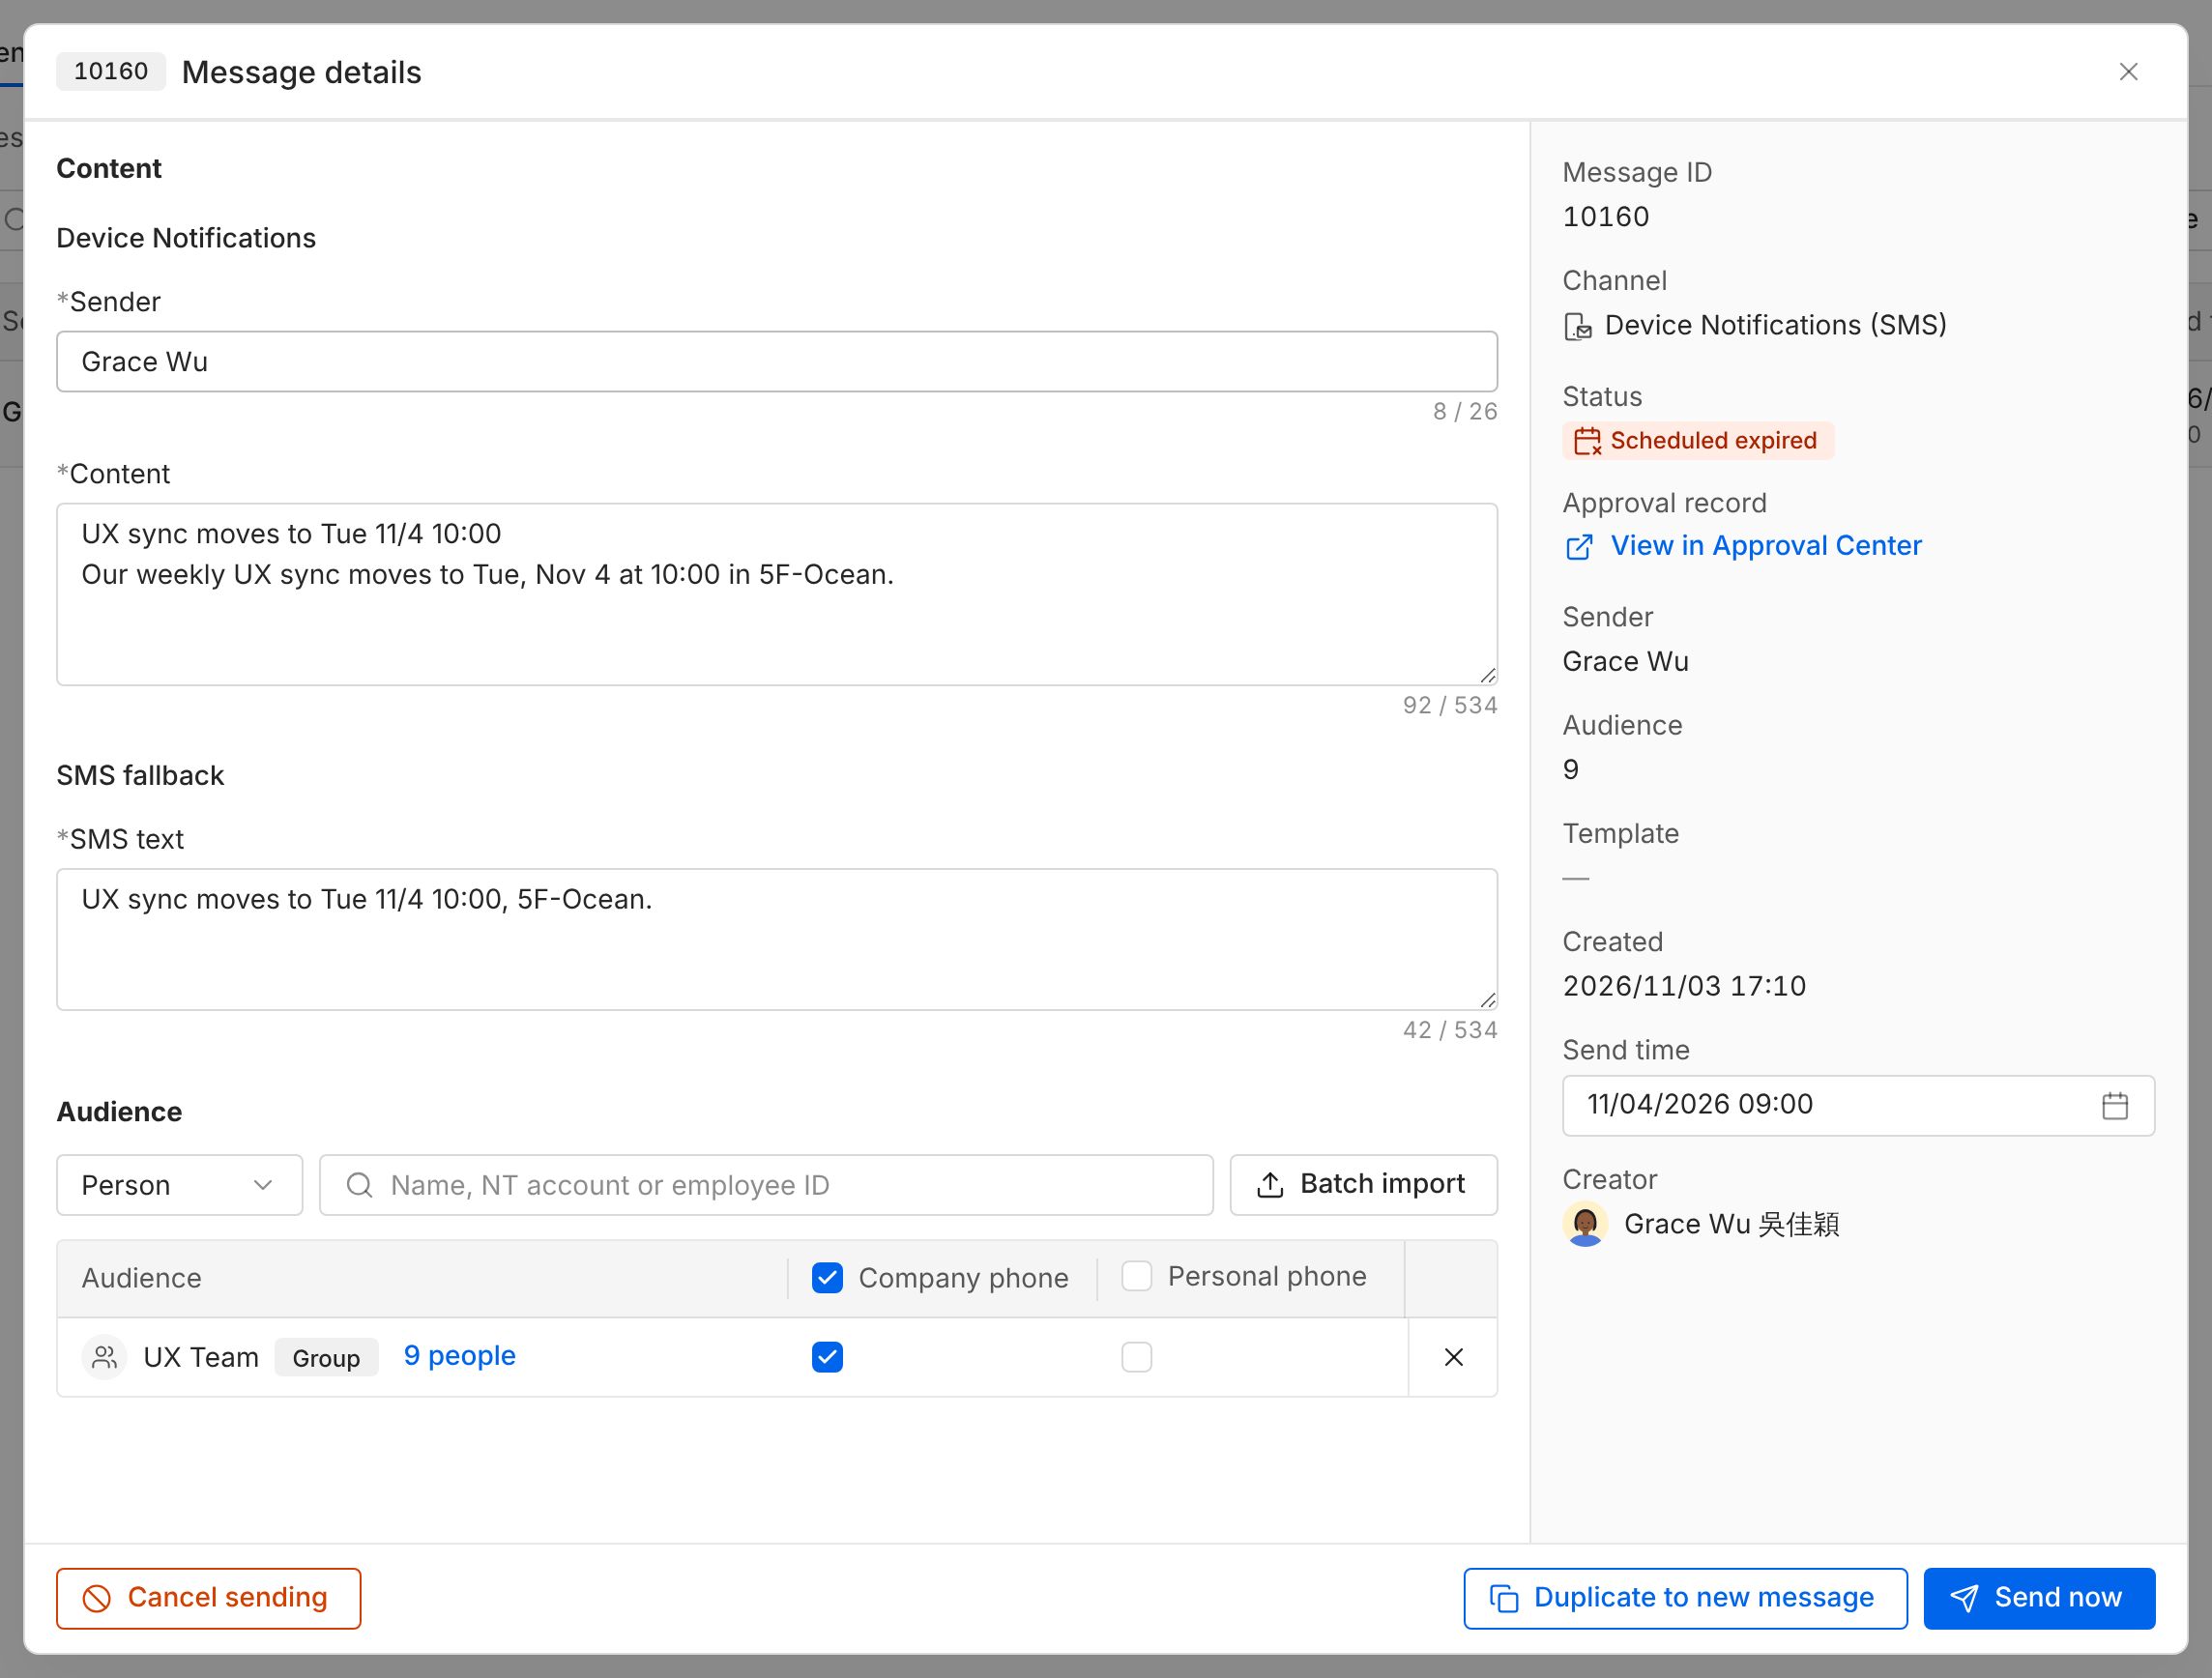 10160 Message details
Content
Device Notifications
*Sender
Grace Wu
8 / 26
*Content
UX sync moves to Tue 11/4 10:00
Our weekly UX sync moves to Tue, Nov 4 at 10:00 in 5F-Ocean.
92 / 534
SMS fallback
*SMS text
UX sync moves to Tue 11/4 10:00, 5F-Ocean.
42 / 534
Audience
Person
Name, NT account or employee ID
Batch import
Audience Company phone Personal phone
UX Team Group 9 people
Message ID
10160
Channel
Device Notifications (SMS)
Status
Scheduled expired
Approval record
View in Approval Center
Sender
Grace Wu
Audience
9
Template
—
Created
2026/11/03 17:10
Send time
11/04/2026 09:00
Creator
Grace Wu 吳佳穎
Cancel sending
Duplicate to new message
Send now